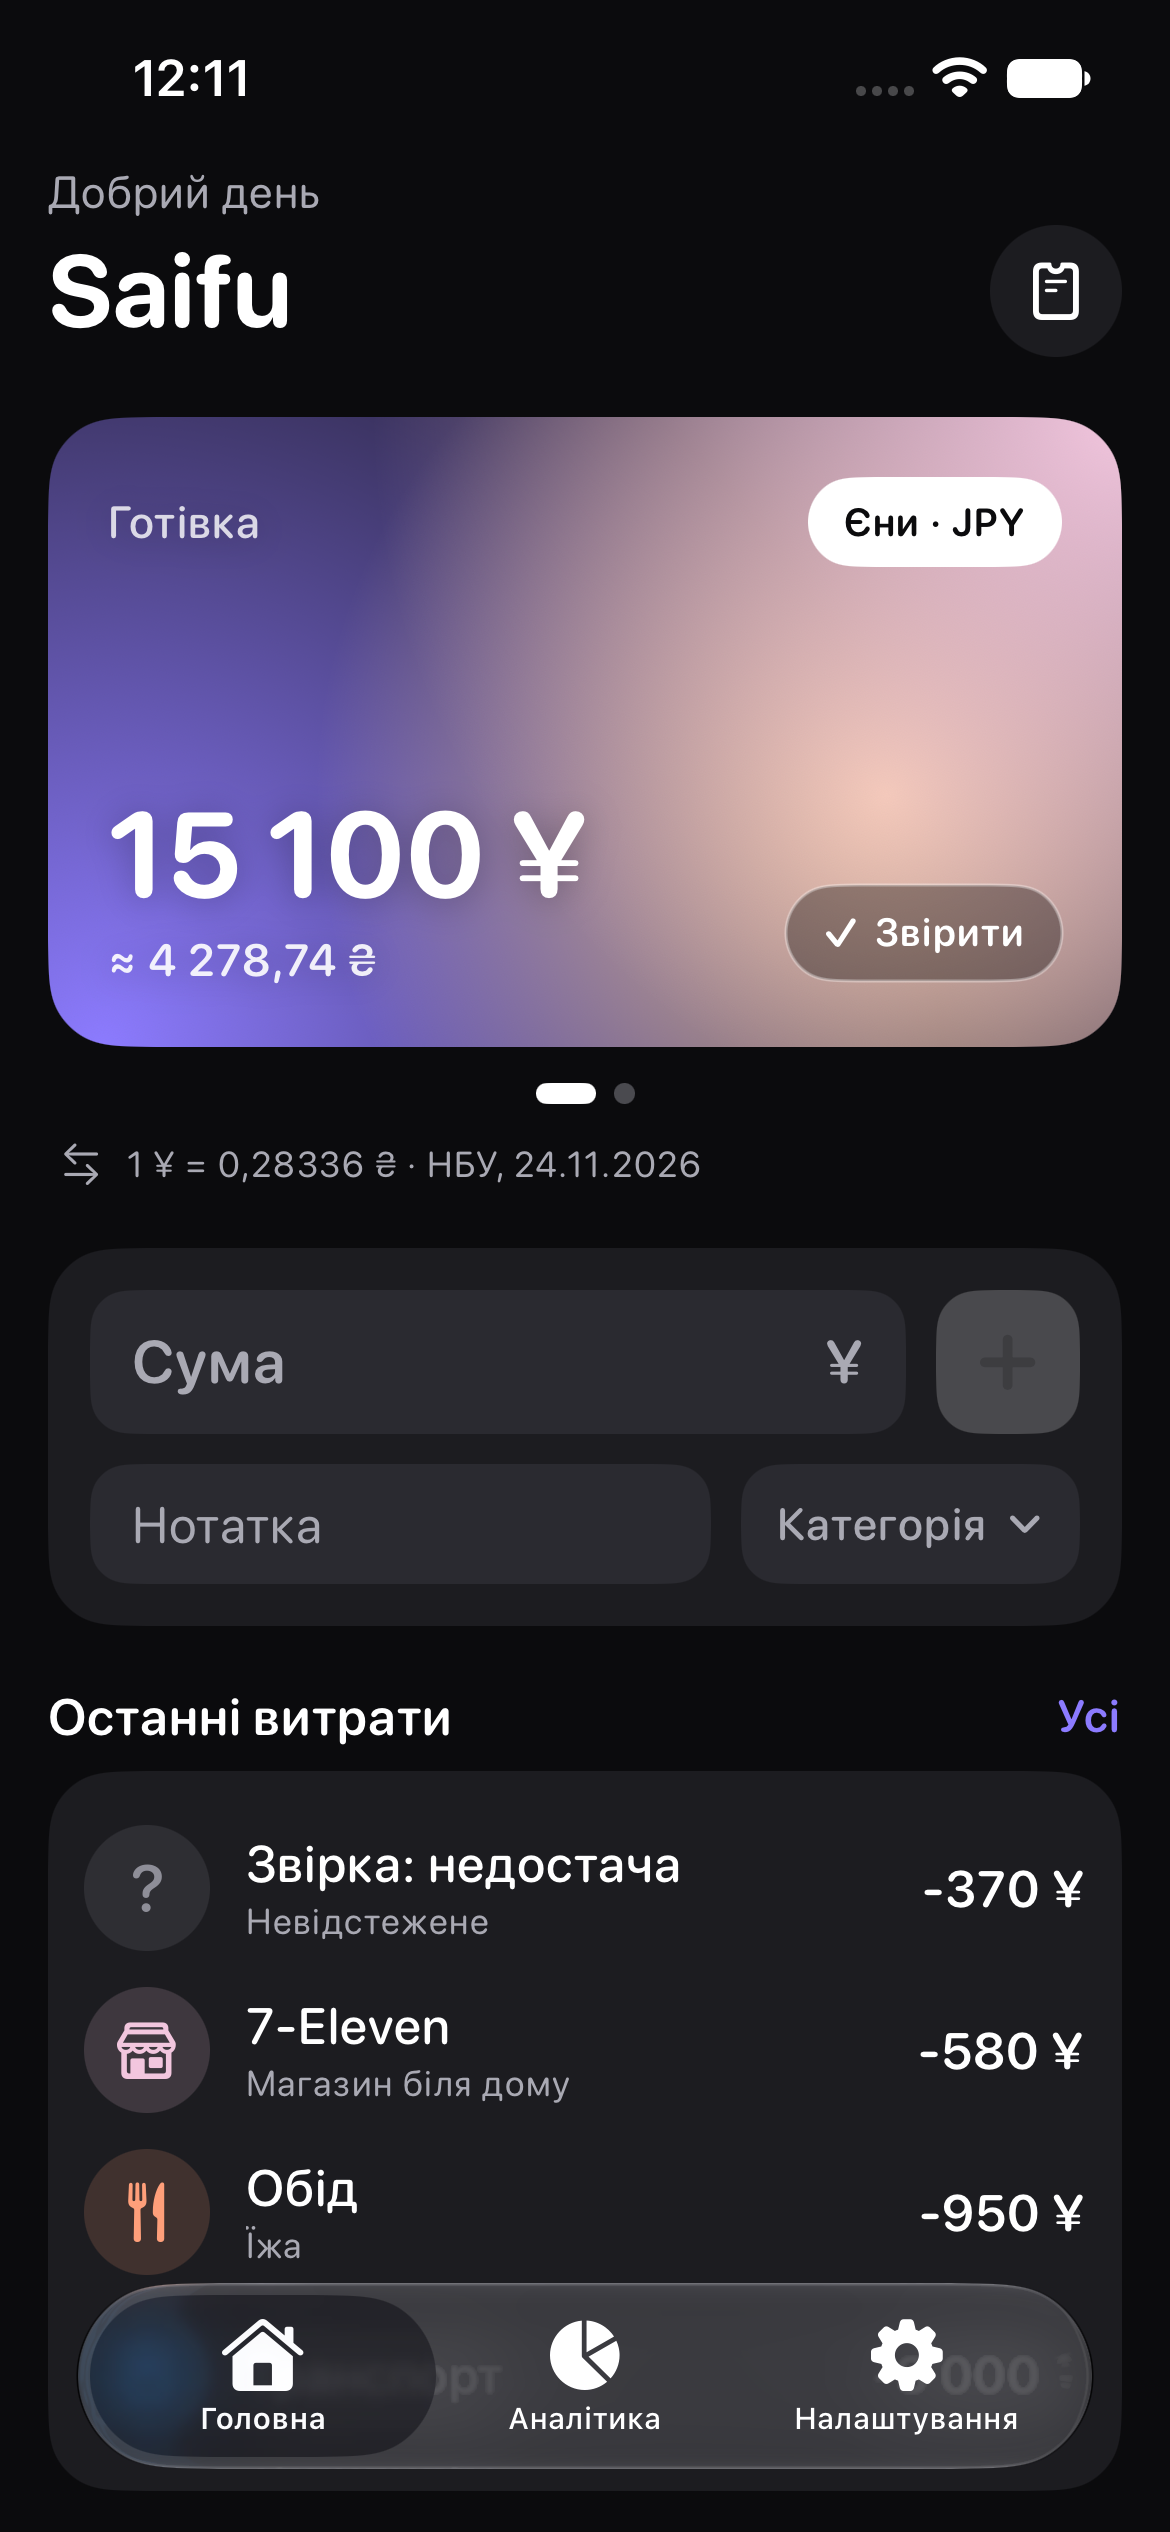 12:11
Добрий день
Saifu
Готівка
Єни · JPY
15 100 ¥
≈ 4 278,74 ₴
Звірити
1 ¥ = 0,28336 ₴ · НБУ, 24.11.2026
Сума ¥
Нотатка
Категорія
Останні витрати
Усі
Звірка: недостача
Невідстежене
-370 ¥
7-Eleven
Магазин біля дому
-580 ¥
Обід
Їжа
-950 ¥
Головна
Аналітика
Налаштування